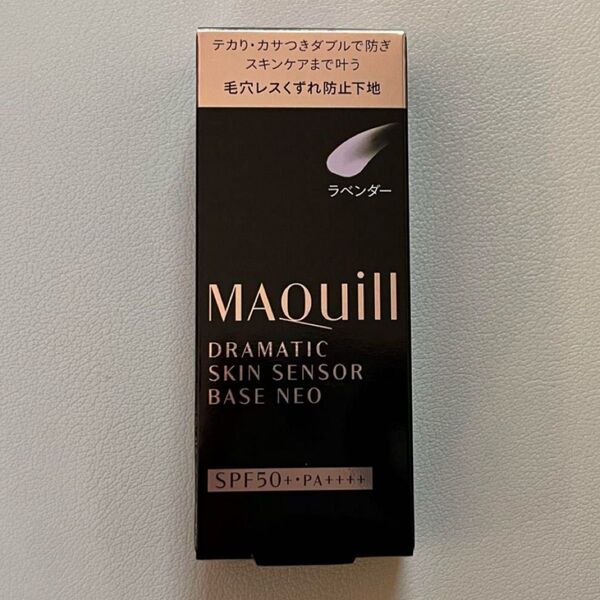 テカり・カサつきダブルで防ぎ
スキンケアまで叶う
毛穴レスくずれ防止下地
ラベンダー
MAQuill
DRAMATIC
SKIN SENSOR
BASE NEO
SPF50+・PA++++